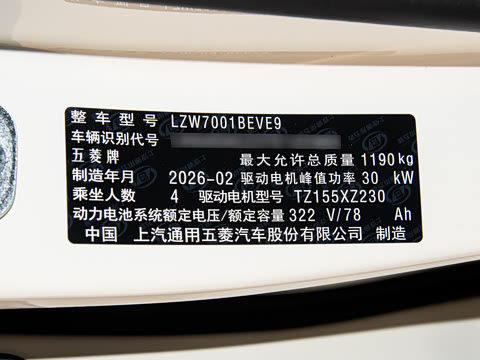 整车型号 LZW7001BEVE9
车辆识别代号
五菱牌 最大允许总质量 1190kg
制造年月 2026-02 驱动电机峰值功率 30 kW
乘坐人数 4 驱动电机型号 TZ155XZ230
动力电池系统额定电压/额定容量 322 V/78 Ah
中国 上汽通用五菱汽车股份有限公司 制造